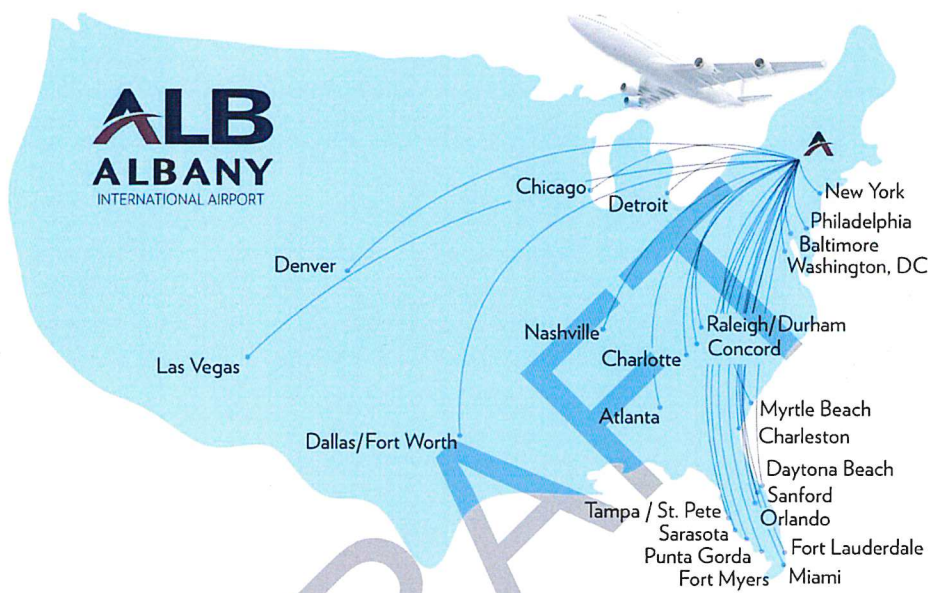 ALB
ALBANY
INTERNATIONAL AIRPORT
Chicago
Detroit
New York
Philadelphia
Baltimore
Washington, DC
Denver
Las Vegas
Nashville
Raleigh/Durham
Concord
Charlotte
Atlanta
Dallas/Fort Worth
Myrtle Beach
Charleston
Daytona Beach
Sanford
Orlando
Tampa / St. Pete
Sarasota
Punta Gorda
Fort Myers
Fort Lauderdale
Miami
DRAFT